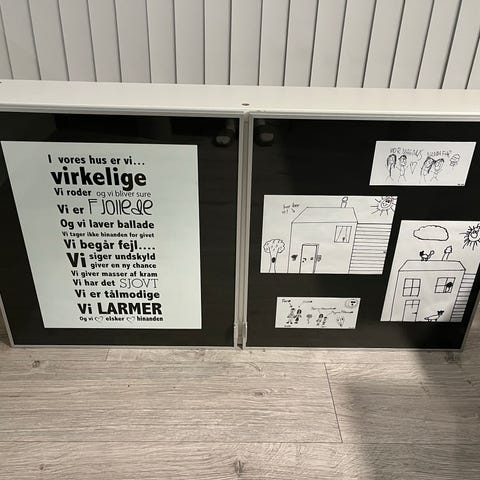 I vores hus er vi...
virkelige
Vi roder og vi bliver sure
Vi er Fjollede
Og vi laver ballade
Vi tager ikke hinanden for givet
Vi begår fejl....
Vi siger undskyld
giver en ny chance
Vi giver masser af kram
Vi har det SJOVT
Vi er tålmodige
Vi LARMER
Og vi elsker hinanden